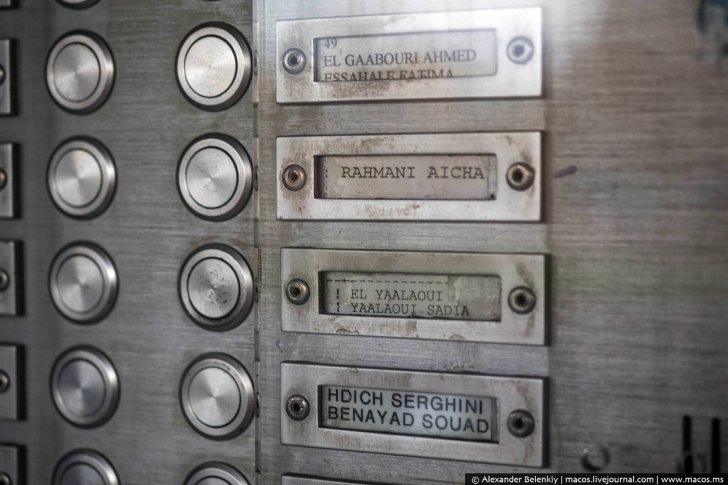 49
EL GAABOURI AHMED
ESSAHALE FATIMA
RAHMANI AICHA
EL YAALAOUI
YAALAOUI SADIA
HDICH SERGHINI
BENAYAD SOUAD
© Alexander Belenkiy | macos.livejournal.com | www.macos.me